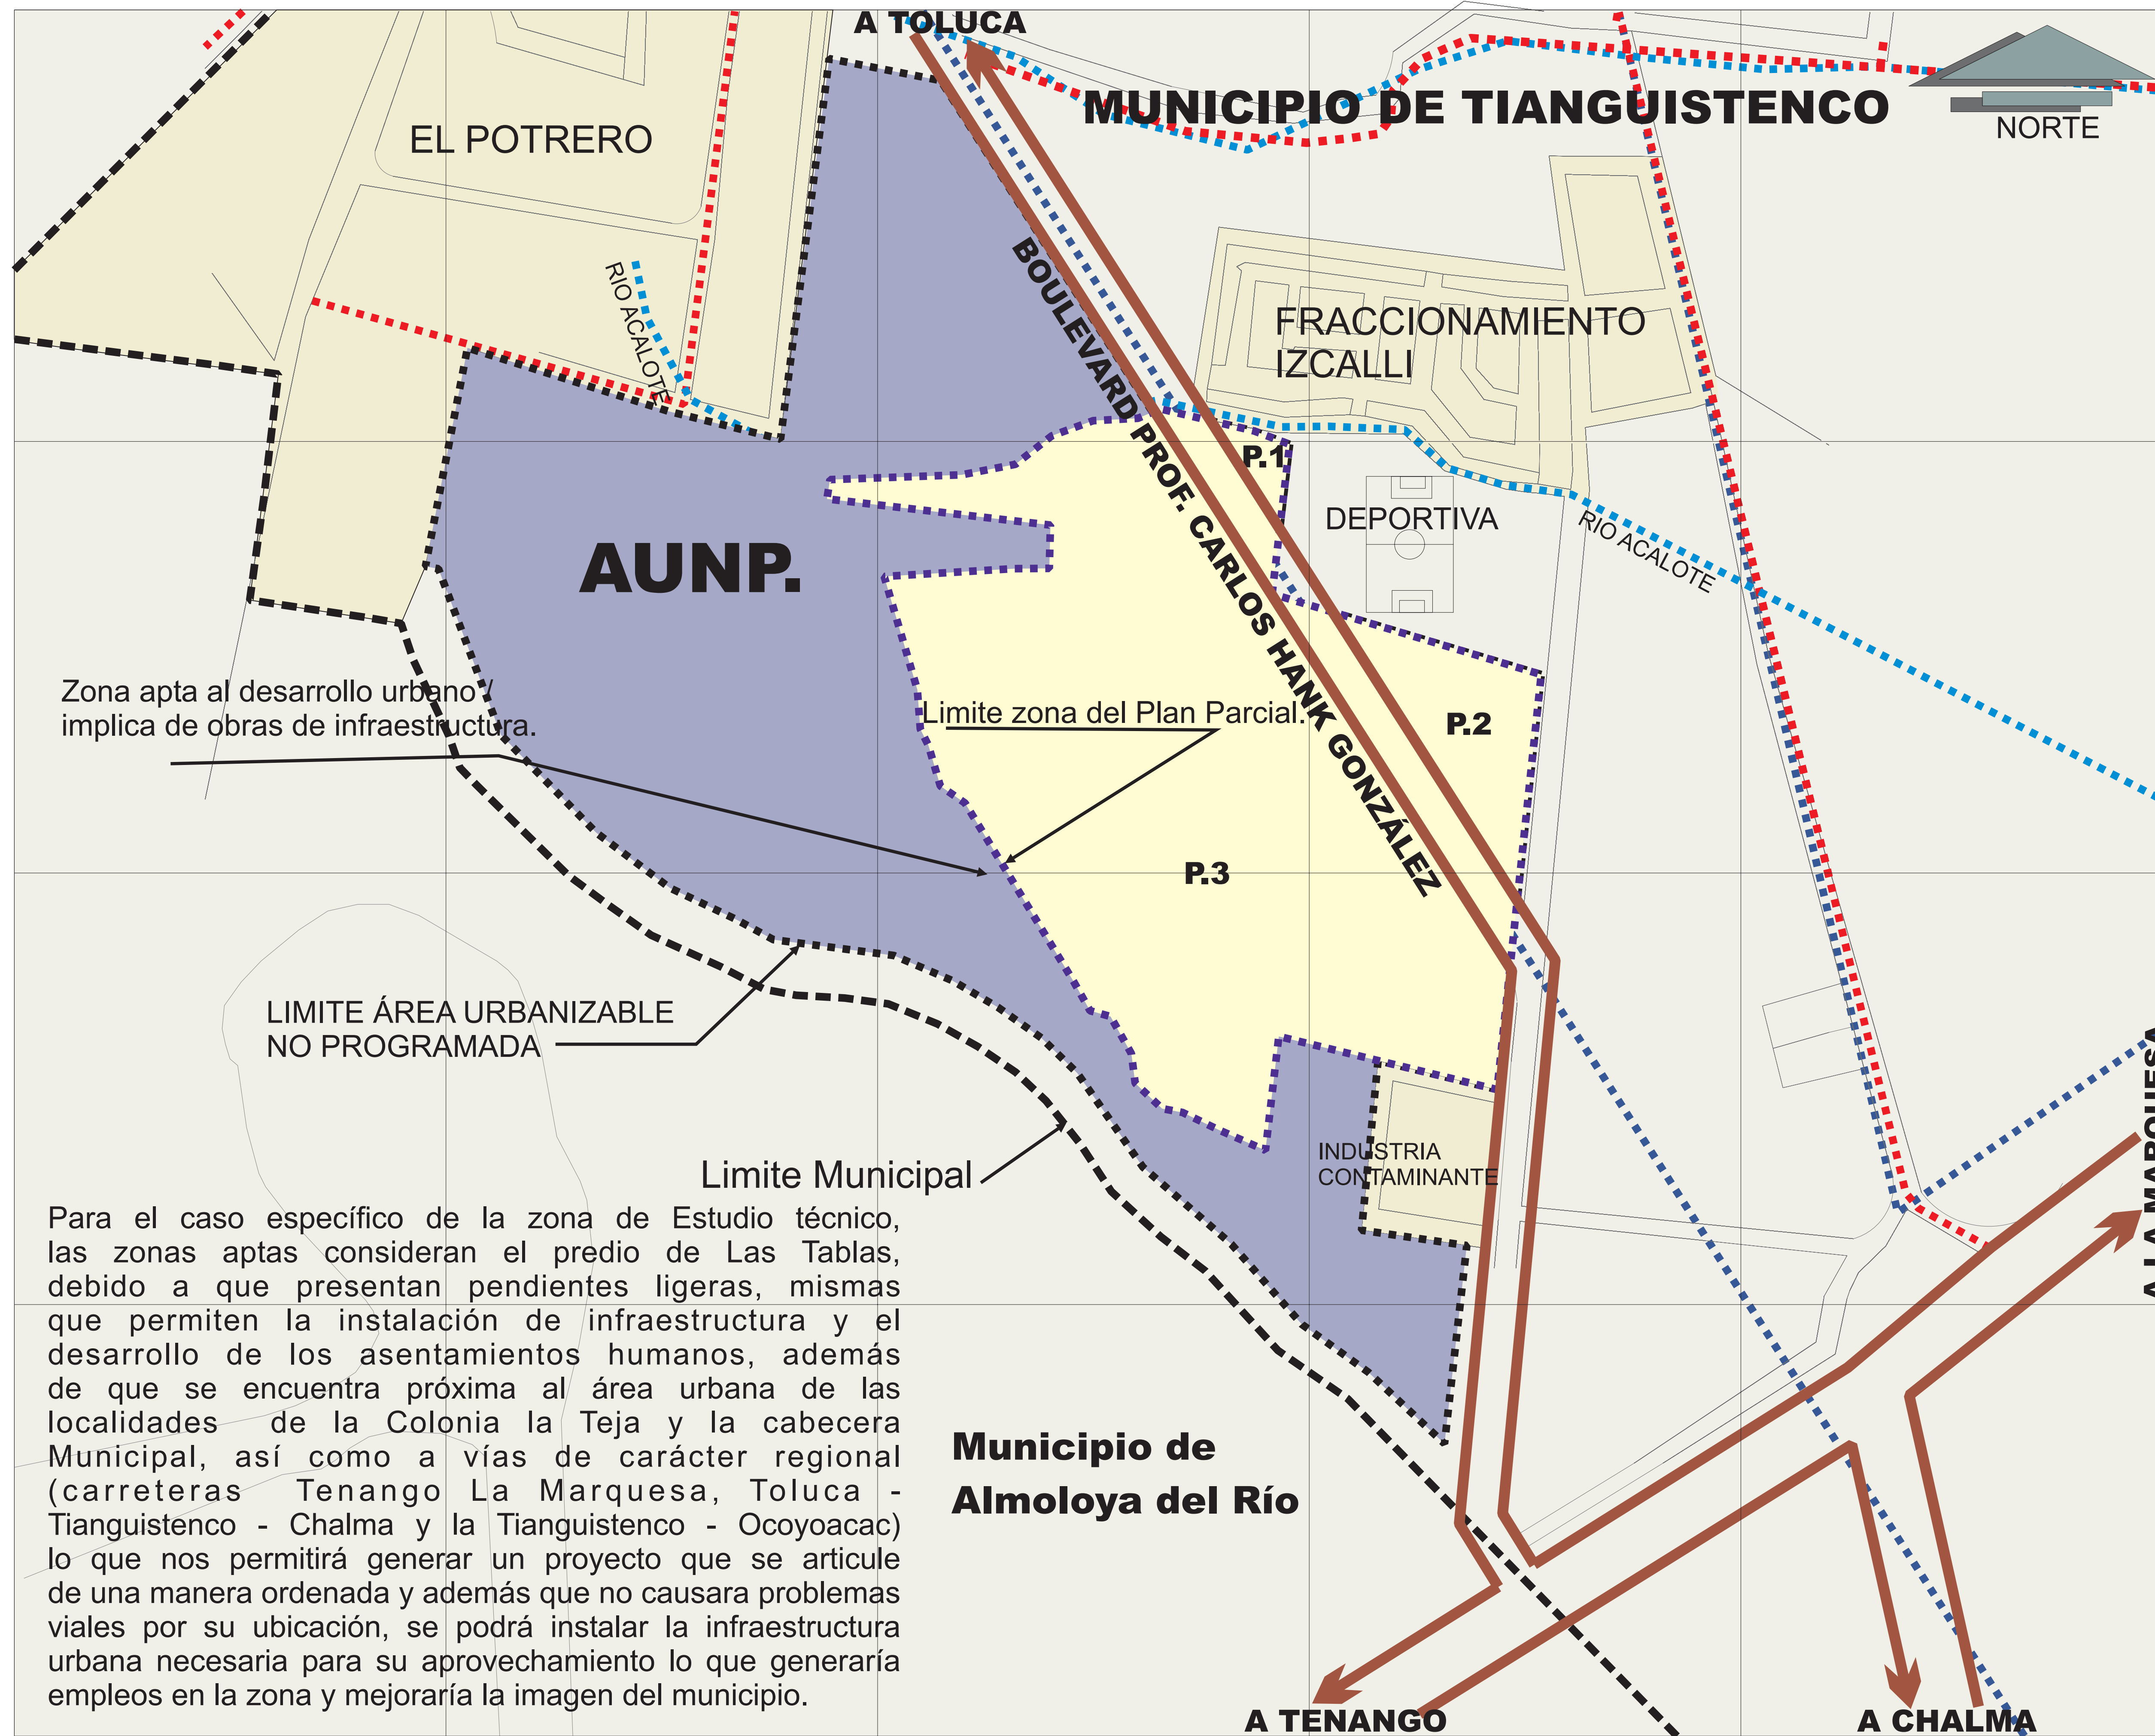 A TOLUCA
MUNICIPIO DE TIANGUISTENCO
NORTE
EL POTRERO
RIO ACALOTE
BOULEVARD PROF. CARLOS HANK GONZÁLEZ
FRACCIONAMIENTO
IZCALLI
P.1
DEPORTIVA
RIO ACALOTE
AUNP.
Zona apta al desarrollo urbano /
implica de obras de infraestructura.
Limite zona del Plan Parcial.
P.2
P.3
LIMITE ÁREA URBANIZABLE
NO PROGRAMADA
A LA MARQUESA
INDUSTRIA
CONTAMINANTE
Limite Municipal
Para el caso específico de la zona de Estudio técnico,
las zonas aptas consideran el predio de Las Tablas,
debido a que presentan pendientes ligeras, mismas
que permiten la instalación de infraestructura y el
desarrollo de los asentamientos humanos, además
de que se encuentra próxima al área urbana de las
localidades de la Colonia la Teja y la cabecera
Municipal, así como a vías de carácter regional
(carreteras Tenango La Marquesa, Toluca -
Tianguistenco - Chalma y la Tianguistenco - Ocoyoacac)
lo que nos permitirá generar un proyecto que se articule
de una manera ordenada y además que no causara problemas
viales por su ubicación, se podrá instalar la infraestructura
urbana necesaria para su aprovechamiento lo que generaría
empleos en la zona y mejoraría la imagen del municipio.
Municipio de
Almoloya del Río
A TENANGO
A CHALMA